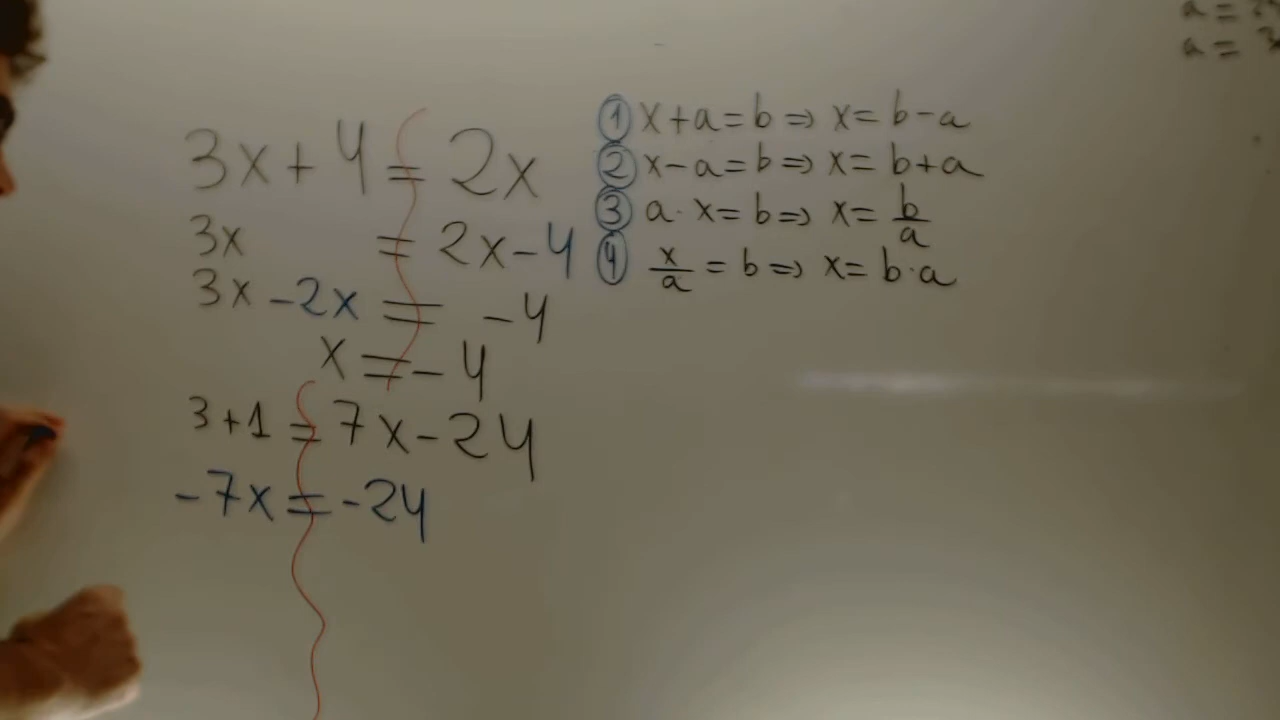 3x + 4 = 2x
3x = 2x - 4
3x - 2x = - 4
x = - 4
3 + 1 = 7x - 24
- 7x = - 24
① x + a = b ⇒ x = b - a
② x - a = b ⇒ x = b + a
③ a · x = b ⇒ x = b/a
④ x/a = b ⇒ x = b · a
a =
a =